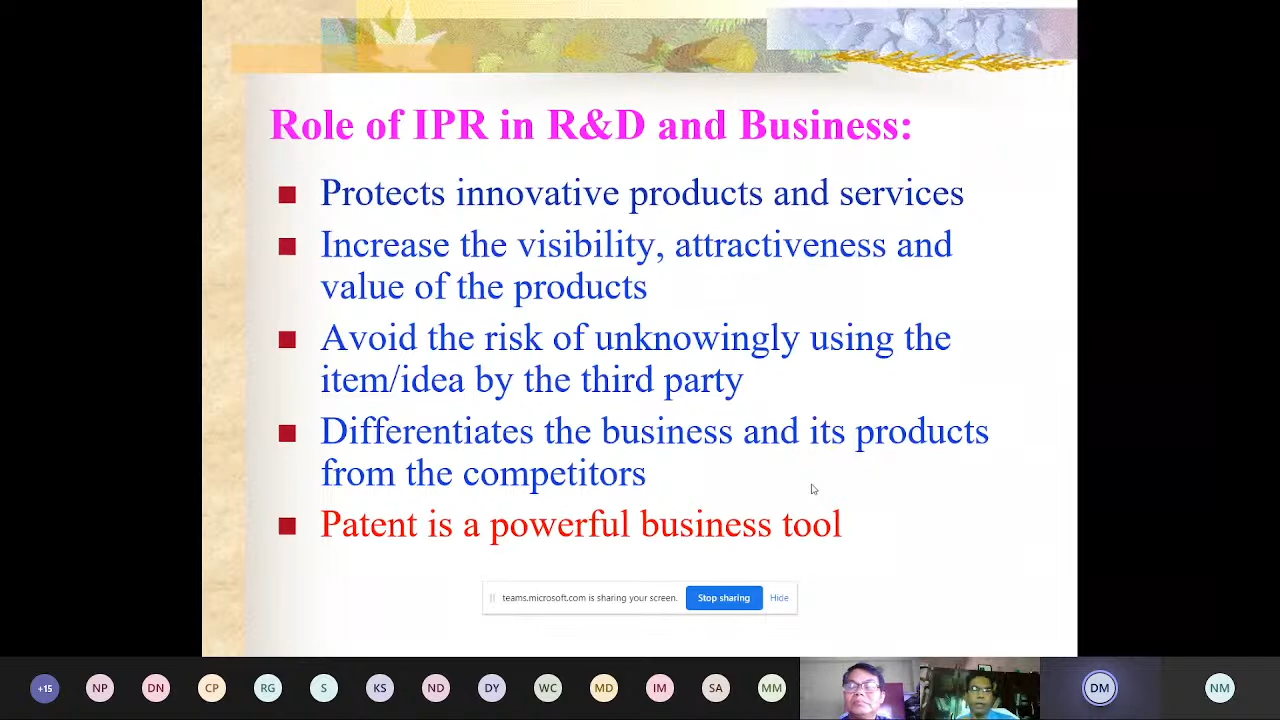 Role of IPR in R&D and Business:
Protects innovative products and services
Increase the visibility, attractiveness and
value of the products
Avoid the risk of unknowingly using the
item/idea by the third party
Differentiates the business and its products
from the competitors
Patent is a powerful business tool
teams.microsoft.com is sharing your screen. Stop sharing Hide
+15 NP DN CP RG S KS ND DY WC MD IM SA MM DM NM